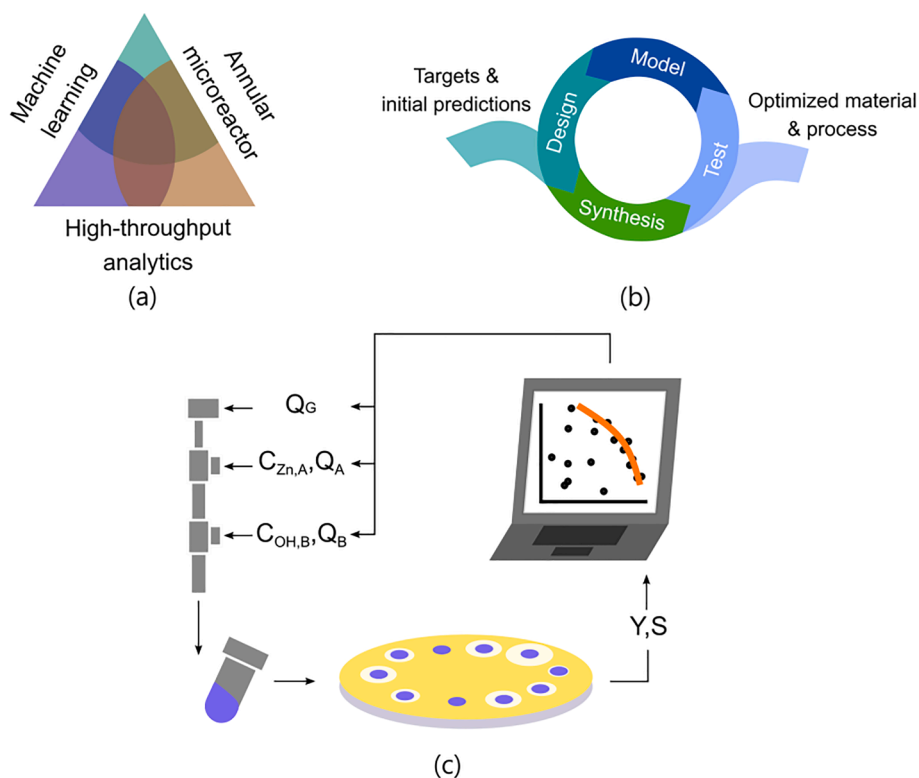 Machine
learning
Annular
microreactor
High-throughput
analytics
(a)
Targets &
initial predictions
Design
Model
Test
Synthesis
Optimized material
& process
(b)
QG
CZn,A,QA
COH,B,QB
Y,S
(c)